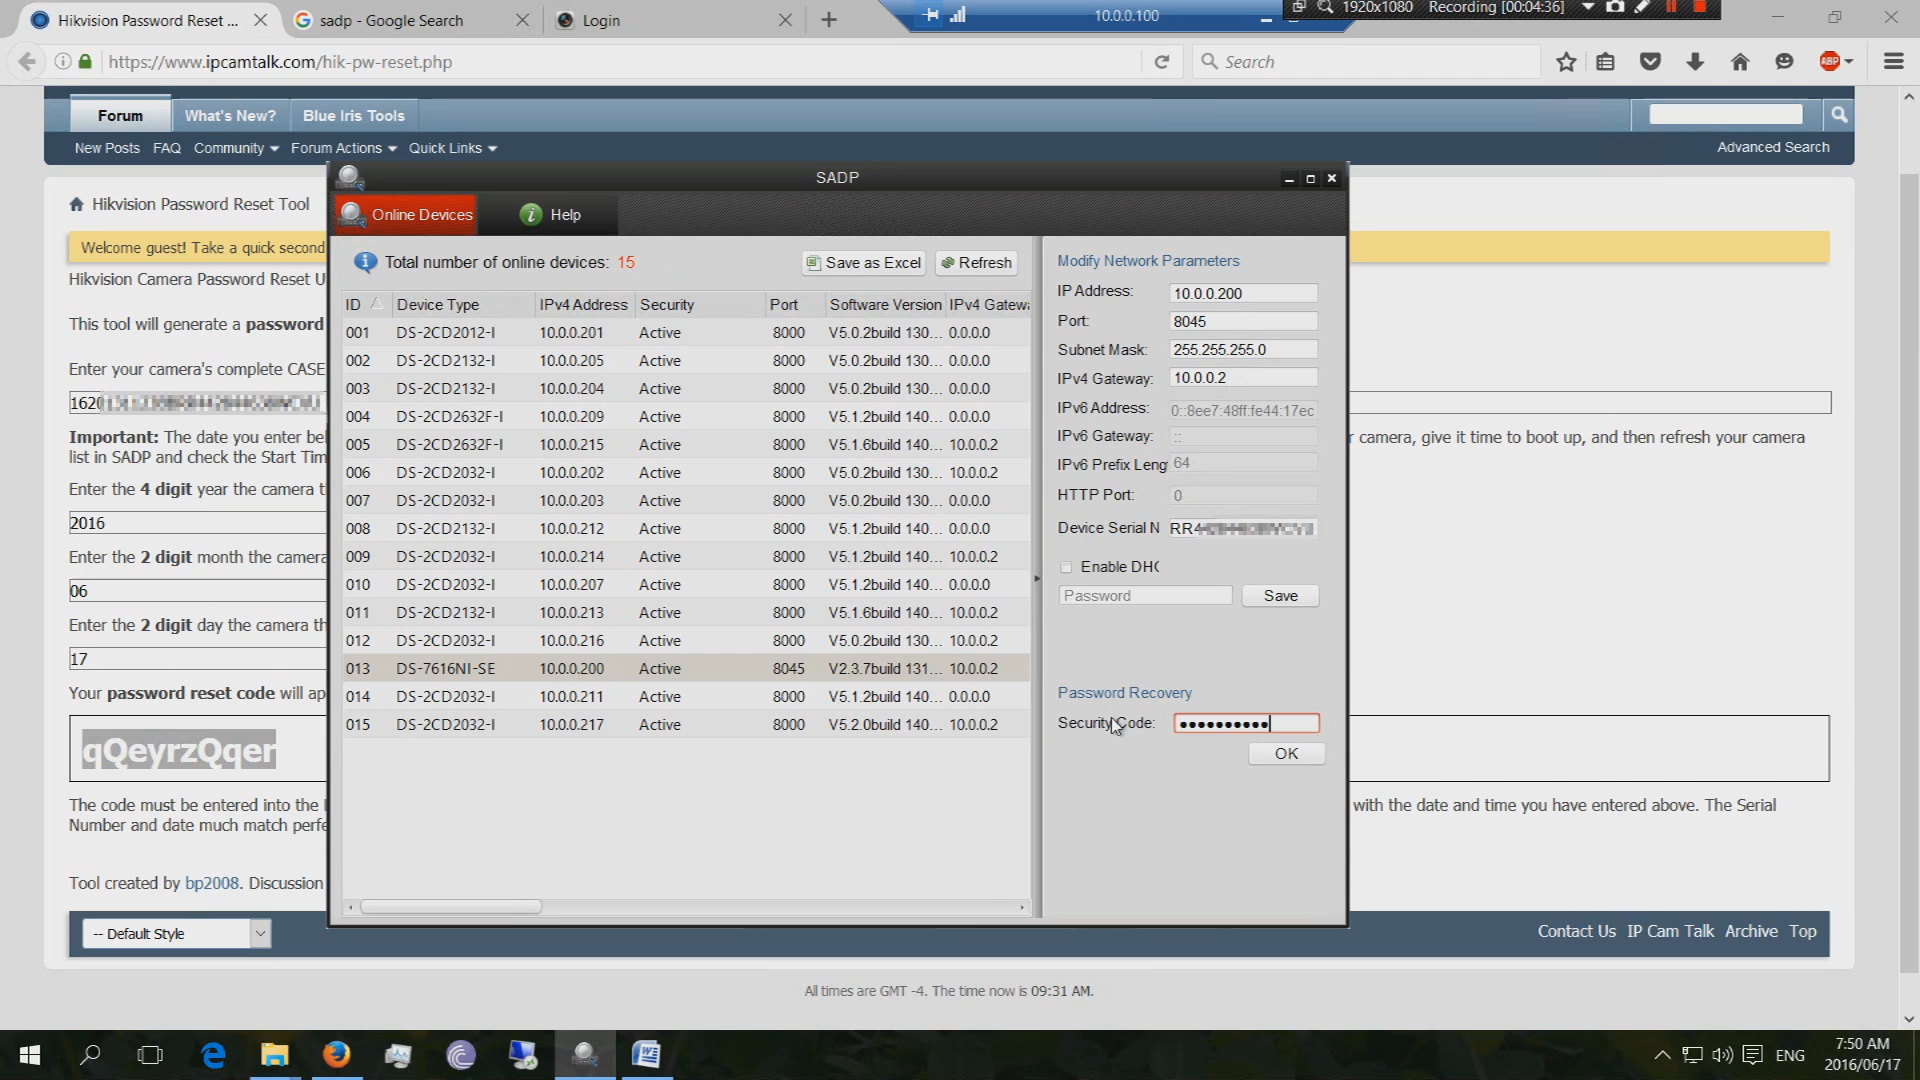 Hikvision Password Reset ...
sadp - Google Search
Login
10.0.0.100
1920x1080
Recording [00:04:36]
https://www.ipcamtalk.com/hik-pw-reset.php
Search
ABP
Forum
What's New?
Blue Iris Tools
New Posts FAQ Community Forum Actions Quick Links
Advanced Search
Hikvision Password Reset Tool
Welcome guest! Take a quick second
Hikvision Camera Password Reset U
This tool will generate a password
Enter your camera's complete CASE
1620
Important: The date you enter bel
r camera, give it time to boot up, and then refresh your camera
list in SADP and check the Start Tim
Enter the 4 digit year the camera t
2016
Enter the 2 digit month the camera
06
Enter the 2 digit day the camera th
17
Your password reset code will ap
qQeyrzQqer
The code must be entered into the
with the date and time you have entered above. The Serial
Number and date much match perfe
Tool created by bp2008. Discussion
-- Default Style
Contact Us IP Cam Talk Archive Top
All times are GMT -4. The time now is 09:31 AM.
SADP
Online Devices
Help
Total number of online devices: 15
Save as Excel
Refresh
ID Device Type IPv4 Address Security Port Software Version IPv4 Gatewa
001 DS-2CD2012-I 10.0.0.201 Active 8000 V5.0.2build 130... 0.0.0.0
002 DS-2CD2132-I 10.0.0.205 Active 8000 V5.0.2build 130... 0.0.0.0
003 DS-2CD2132-I 10.0.0.204 Active 8000 V5.0.2build 130... 0.0.0.0
004 DS-2CD2632F-I 10.0.0.209 Active 8000 V5.1.2build 140... 0.0.0.0
005 DS-2CD2632F-I 10.0.0.215 Active 8000 V5.1.6build 140... 10.0.0.2
006 DS-2CD2032-I 10.0.0.202 Active 8000 V5.0.2build 130... 10.0.0.2
007 DS-2CD2032-I 10.0.0.203 Active 8000 V5.0.2build 130... 0.0.0.0
008 DS-2CD2132-I 10.0.0.212 Active 8000 V5.1.2build 140... 0.0.0.0
009 DS-2CD2032-I 10.0.0.214 Active 8000 V5.1.2build 140... 10.0.0.2
010 DS-2CD2032-I 10.0.0.207 Active 8000 V5.1.2build 140... 0.0.0.0
011 DS-2CD2132-I 10.0.0.213 Active 8000 V5.1.6build 140... 10.0.0.2
012 DS-2CD2032-I 10.0.0.216 Active 8000 V5.0.2build 130... 10.0.0.2
013 DS-7616NI-SE 10.0.0.200 Active 8045 V2.3.7build 131... 10.0.0.2
014 DS-2CD2032-I 10.0.0.211 Active 8000 V5.1.2build 140... 0.0.0.0
015 DS-2CD2032-I 10.0.0.217 Active 8000 V5.2.0build 140... 10.0.0.2
Modify Network Parameters
IP Address: 10.0.0.200
Port: 8045
Subnet Mask: 255.255.255.0
IPv4 Gateway: 10.0.0.2
IPv6 Address: 0::8ee7:48ff:fe44:17ec
IPv6 Gateway: ::
IPv6 Prefix Leng 64
HTTP Port: 0
Device Serial N RR4
Enable DHC
Password
Save
Password Recovery
Security Code: ●●●●●●●●●●
OK
ENG
7:50 AM
2016/06/17